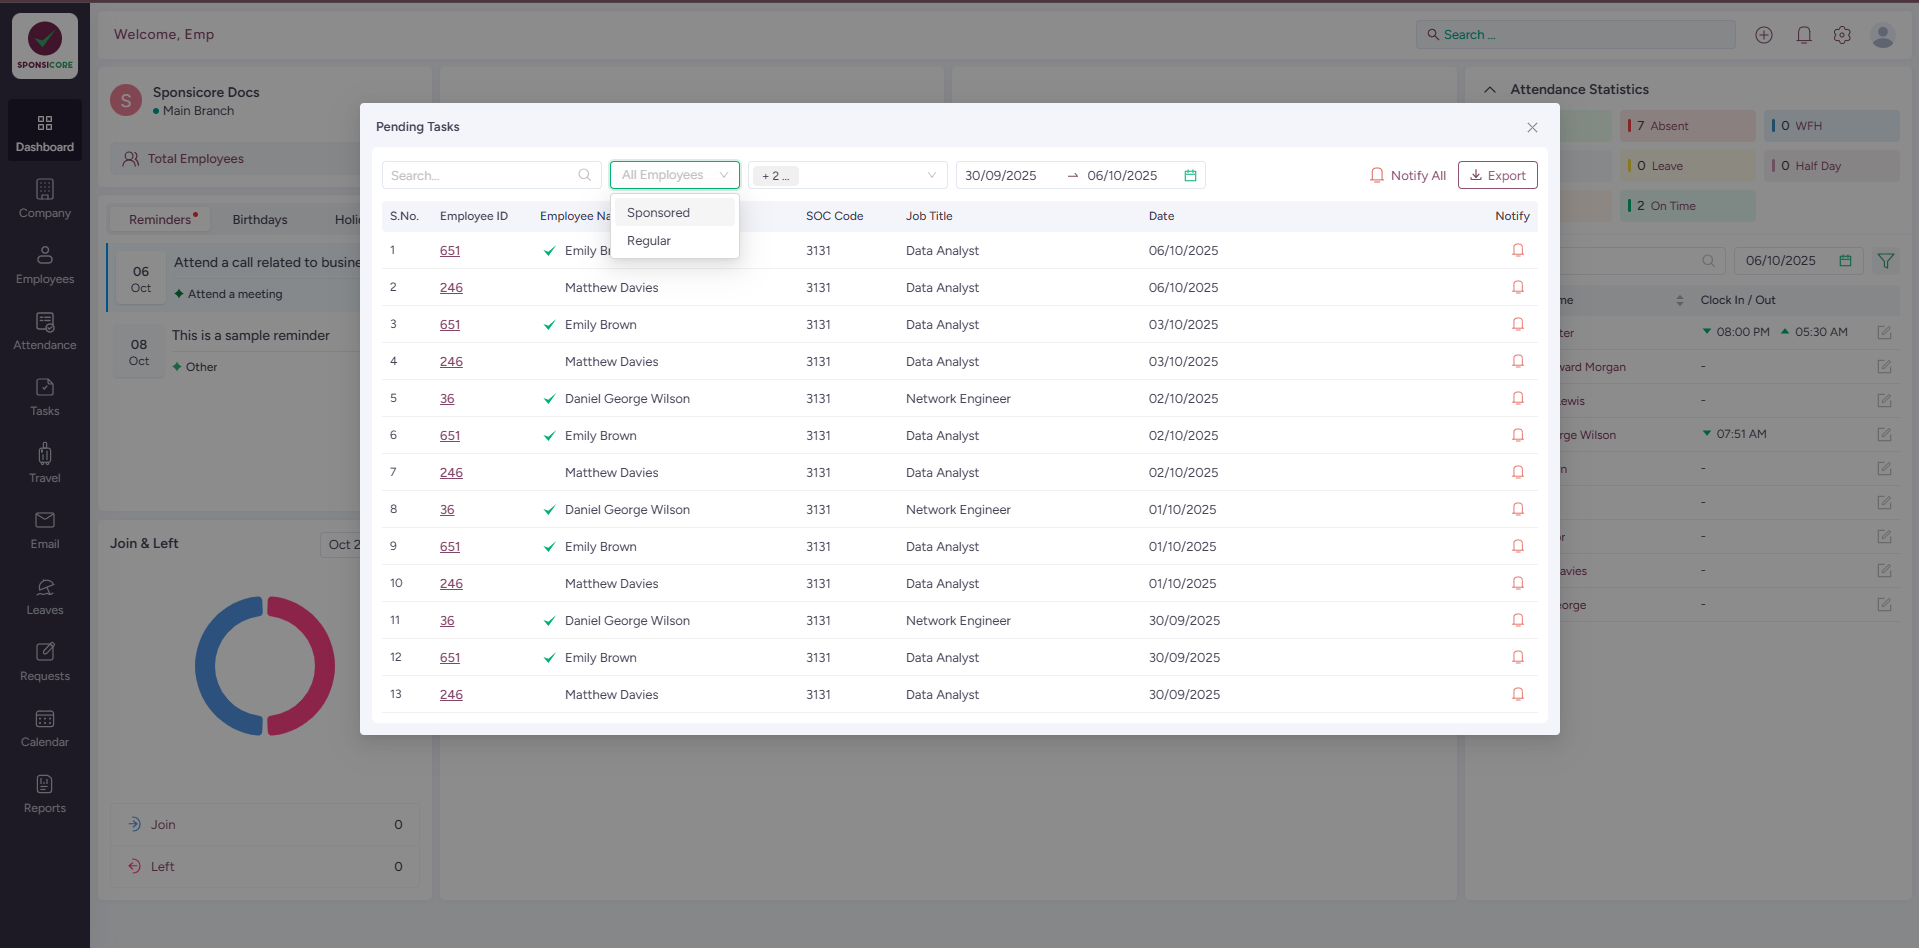 SPONSICORE
Dashboard
Company
Employees
Attendance
Tasks
Travel
Email
Leaves
Requests
Calendar
Reports
Welcome, Emp
Search ...
S
Sponsicore Docs
Main Branch
Total Employees
Reminders
Birthdays
06
Oct
Attend a call related to
Attend a meeting
08
Oct
This is a sample reminder
Other
Join & Left
Oct
Join 0
Left 0
Pending Tasks
Search...
All Employees
+ 2 ...
30/09/2025
06/10/2025
Notify All
Export
Sponsored
Regular
S.No. Employee ID Employee SOC Code Job Title Date Notify
1 651 Emily 3131 Data Analyst 06/10/2025
2 246 Matthew Davies 3131 Data Analyst 06/10/2025
3 651 Emily Brown 3131 Data Analyst 03/10/2025
4 246 Matthew Davies 3131 Data Analyst 03/10/2025
5 36 Daniel George Wilson 3131 Network Engineer 02/10/2025
6 651 Emily Brown 3131 Data Analyst 02/10/2025
7 246 Matthew Davies 3131 Data Analyst 02/10/2025
8 36 Daniel George Wilson 3131 Network Engineer 01/10/2025
9 651 Emily Brown 3131 Data Analyst 01/10/2025
10 246 Matthew Davies 3131 Data Analyst 01/10/2025
11 36 Daniel George Wilson 3131 Network Engineer 30/09/2025
12 651 Emily Brown 3131 Data Analyst 30/09/2025
13 246 Matthew Davies 3131 Data Analyst 30/09/2025
Attendance Statistics
7 Absent
0 WFH
0 Leave
0 Half Day
2 On Time
06/10/2025
Clock In / Out
08:00 PM 05:30 AM
Morgan -
-
Wilson 07:51 AM
-
-
-
-
-